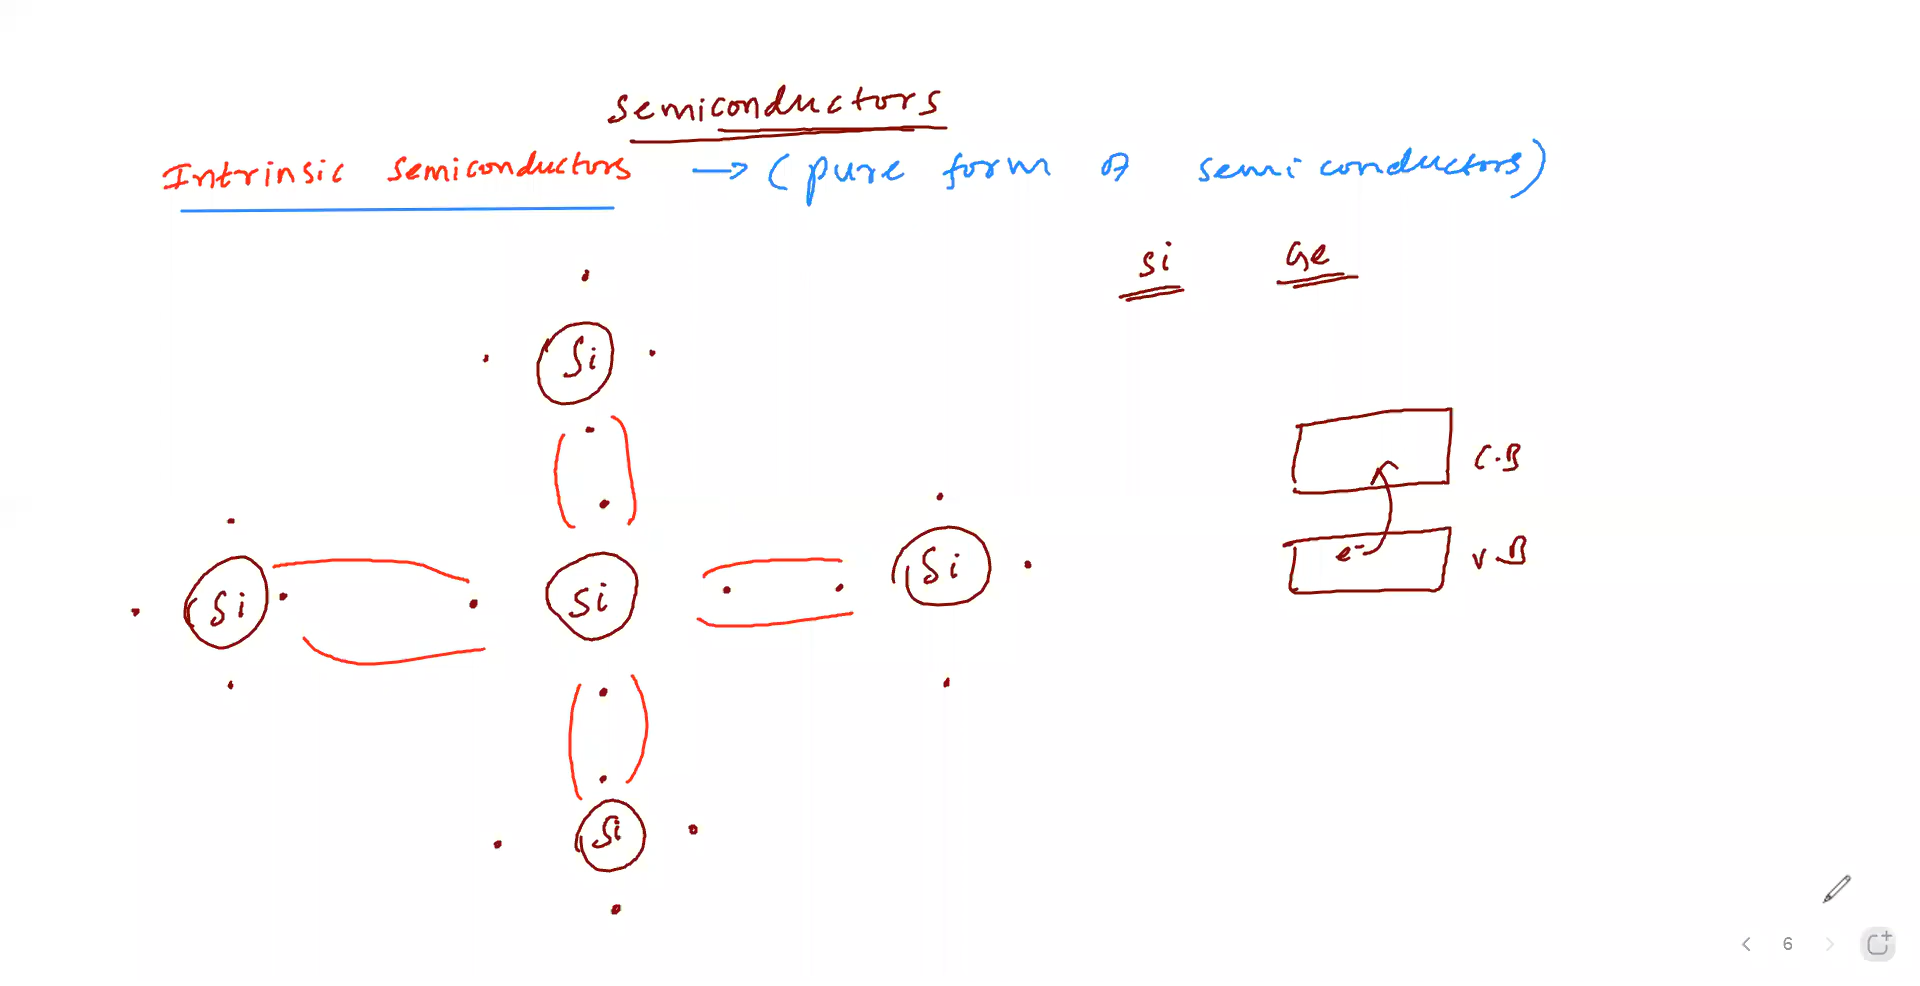 Semiconductors
Intrinsic semiconductors → (pure form of semiconductors)
Si Ge
Si
C.B
Si Si Si
e- V.B
Si
6